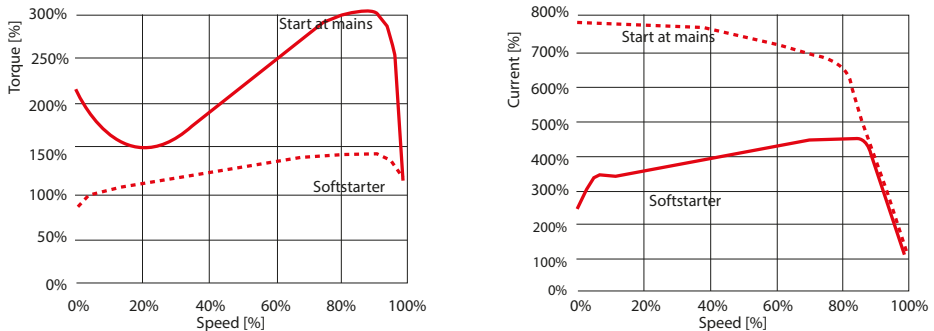 300%
250%
200%
150%
100%
50%
0%
Torque [%]
Start at mains
Softstarter
0% 20% 40% 60% 80% 100%
Speed [%]
800%
700%
600%
500%
400%
300%
200%
100%
Current [%]
Start at mains
Softstarter
0% 20% 40% 60% 80% 100%
Speed [%]